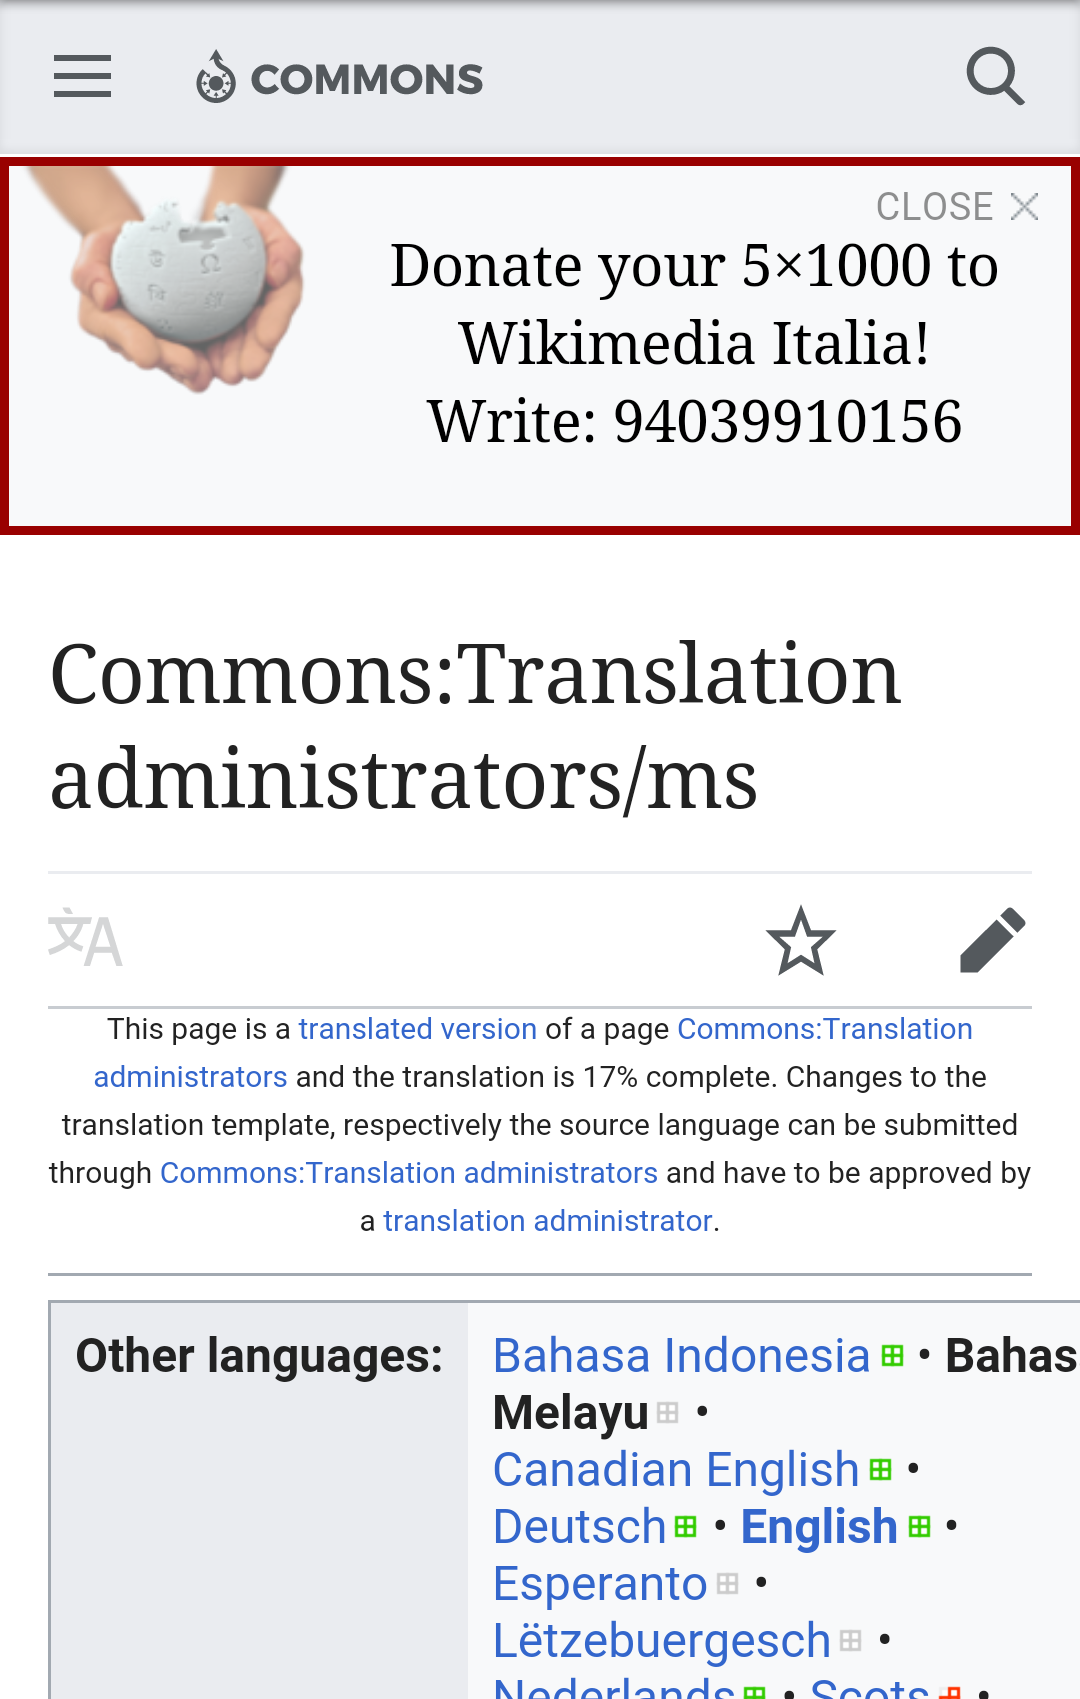 COMMONS
CLOSE
Donate your 5×1000 to
Wikimedia Italia!
Write: 94039910156
Commons:Translation
administrators/ms
This page is a translated version of a page Commons:Translation
administrators and the translation is 17% complete. Changes to the
translation template, respectively the source language can be submitted
through Commons:Translation administrators and have to be approved by
a translation administrator.
Other languages:
Bahasa Indonesia • Bahas
Melayu •
Canadian English •
Deutsch • English •
Esperanto •
Lëtzebuergesch •
Nederlands • Scots •